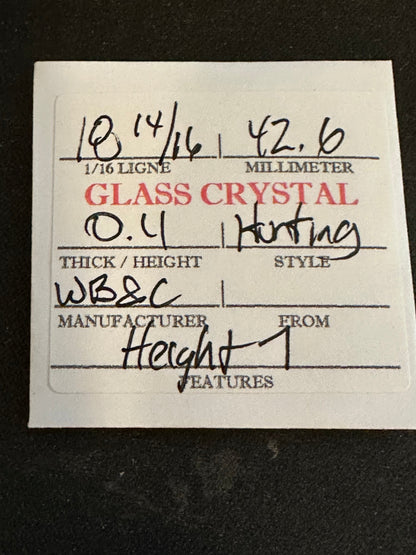 18 14/16 | 42.6
1/16 LIGNE MILLIMETER
GLASS CRYSTAL
0.4 | Hunting
THICK / HEIGHT STYLE
WB&C |
MANUFACTURER FROM
Height 1
FEATURES